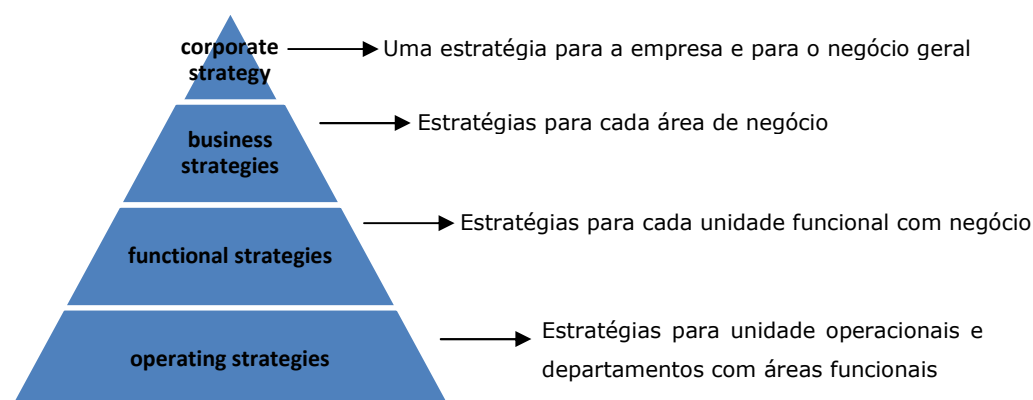 corporate
strategy
Uma estratégia para a empresa e para o negócio geral
business
strategies
Estratégias para cada área de negócio
functional strategies
Estratégias para cada unidade funcional com negócio
operating strategies
Estratégias para unidade operacionais e
departamentos com áreas funcionais